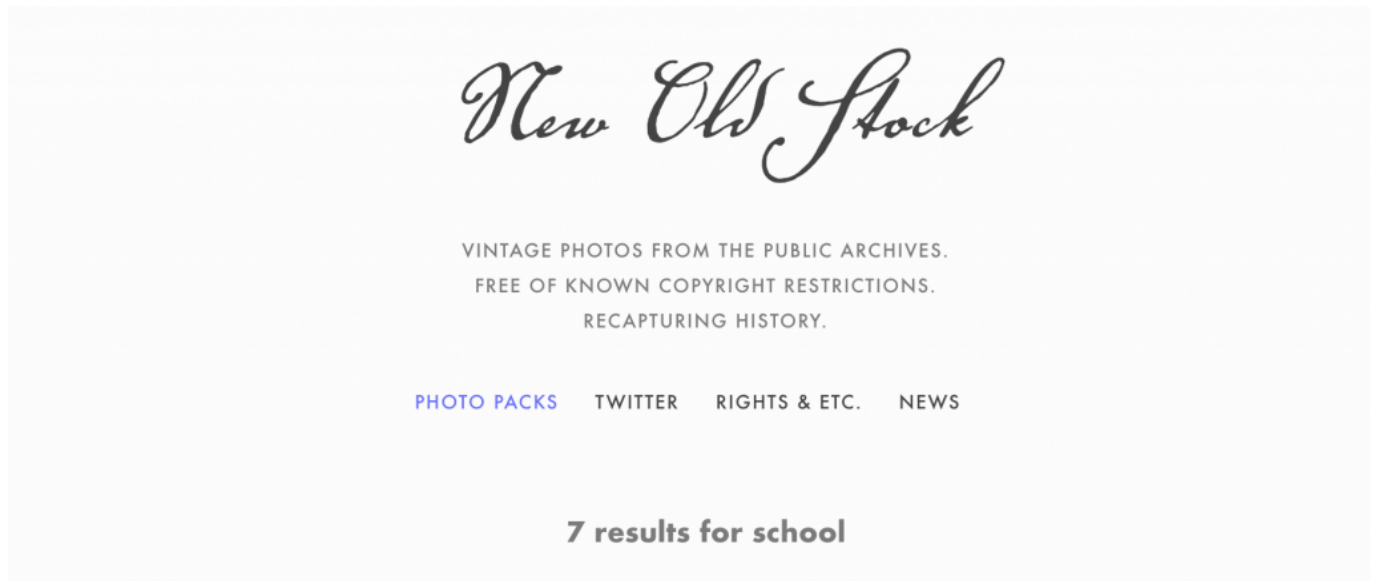 New Old Stock
VINTAGE PHOTOS FROM THE PUBLIC ARCHIVES.
FREE OF KNOWN COPYRIGHT RESTRICTIONS.
RECAPTURING HISTORY.
PHOTO PACKS TWITTER RIGHTS & ETC. NEWS
7 results for school